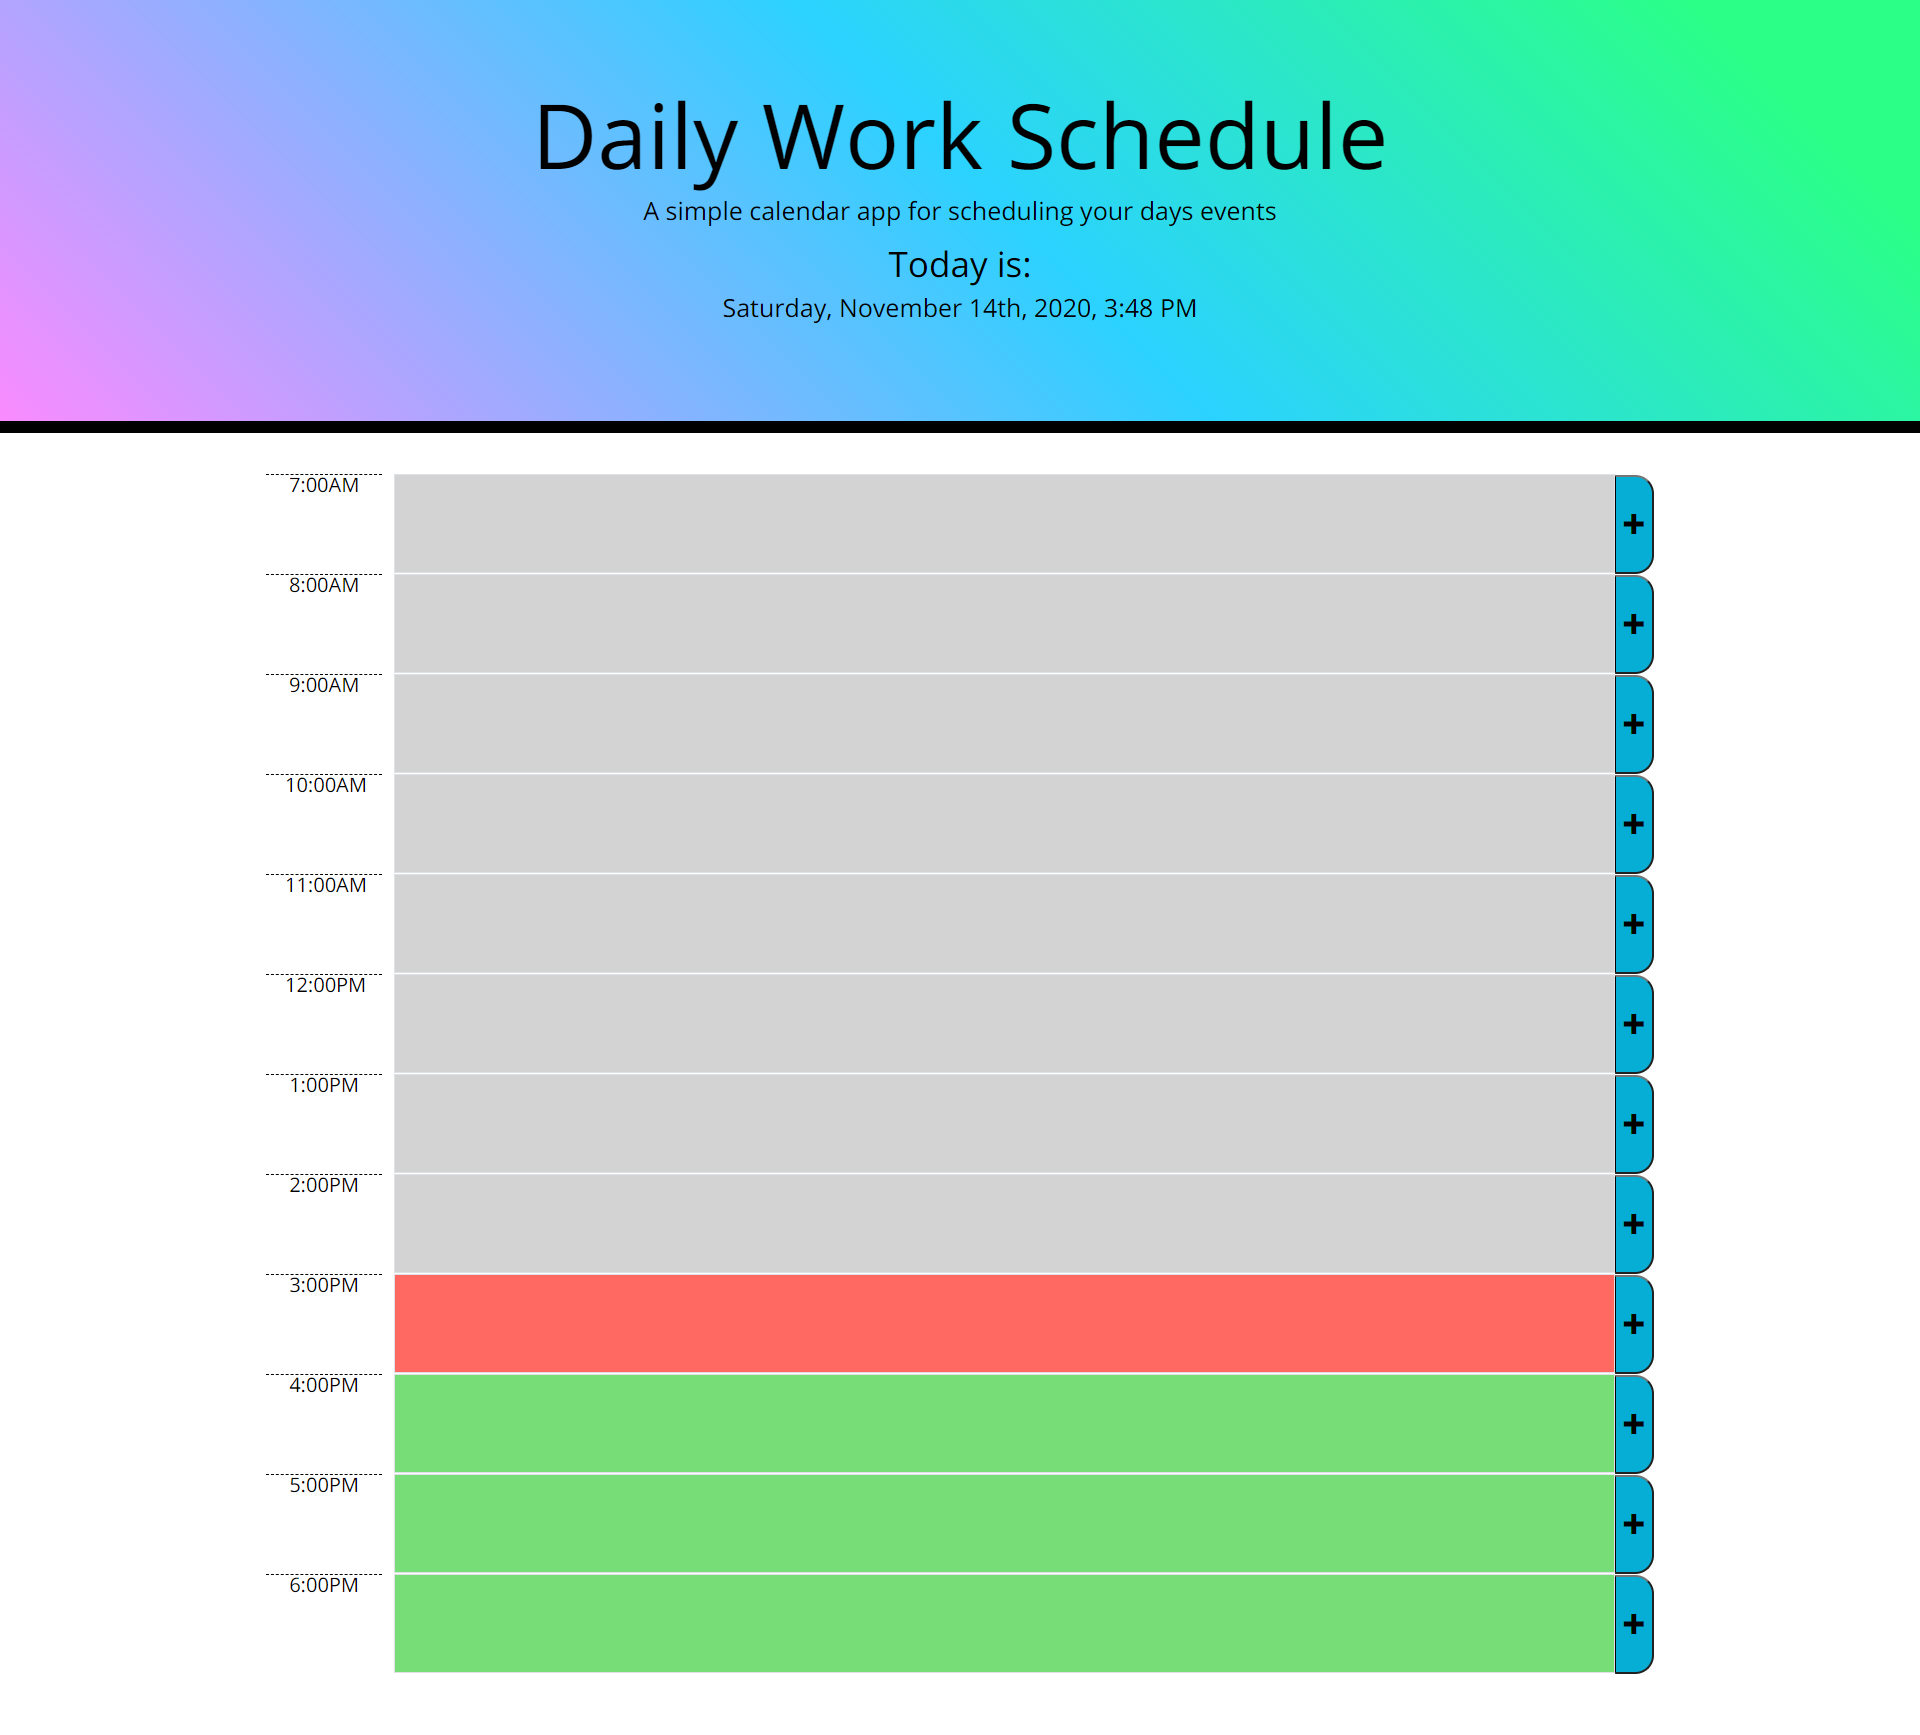 Daily Work Schedule
A simple calendar app for scheduling your days events
Today is:
Saturday, November 14th, 2020, 3:48 PM
7:00AM
+
8:00AM
+
9:00AM
+
10:00AM
+
11:00AM
+
12:00PM
+
1:00PM
+
2:00PM
+
3:00PM
+
4:00PM
+
5:00PM
+
6:00PM
+